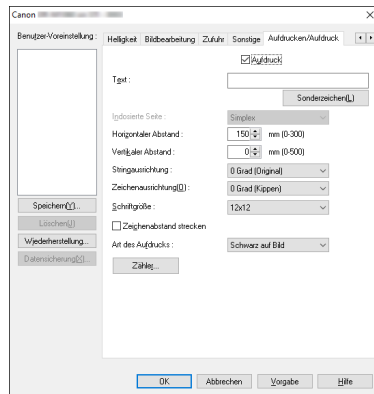 Canon
Benutzer-Voreinstellung :
Helligkeit Bildbearbeitung Zufuhr Sonstige Aufdrucken/Aufdruck
Aufdruck
Text :
Sonderzeichen(L)
Indosierte Seite : Simplex
Horizontaler Abstand : 150 mm (0-300)
Vertikaler Abstand : 0 mm (0-500)
Stringausrichtung : 0 Grad (Original)
Zeichenausrichtung(D) : 0 Grad (Kippen)
Speichern(Y)... Schriftgröße : 12x12
Löschen(J) Zeichenabstand strecken
Wiederherstellung... Art des Aufdrucks : Schwarz auf Bild
Datensicherung(X)... Zähler...
OK Abbrechen Vorgabe Hilfe